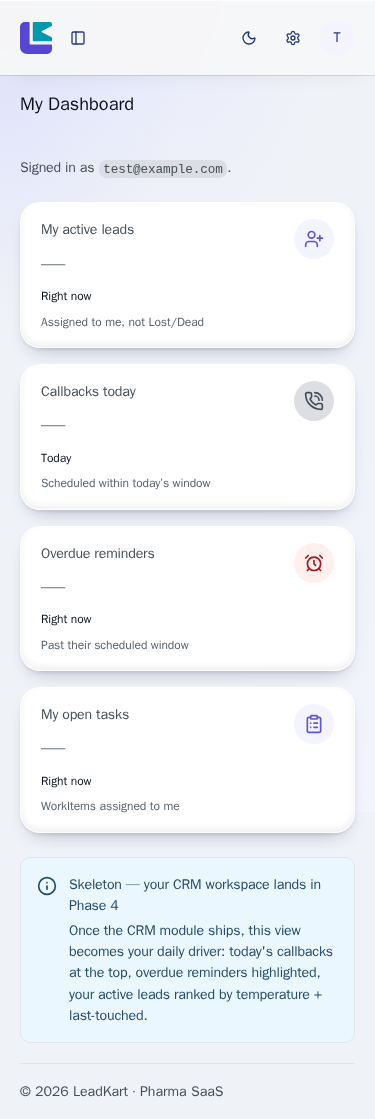 T
My Dashboard
Signed in as test@example.com.
My active leads
—
Right now
Assigned to me, not Lost/Dead
Callbacks today
—
Today
Scheduled within today's window
Overdue reminders
—
Right now
Past their scheduled window
My open tasks
—
Right now
WorkItems assigned to me
Skeleton — your CRM workspace lands in
Phase 4
Once the CRM module ships, this view
becomes your daily driver: today's callbacks
at the top, overdue reminders highlighted,
your active leads ranked by temperature +
last-touched.
© 2026 LeadKart · Pharma SaaS